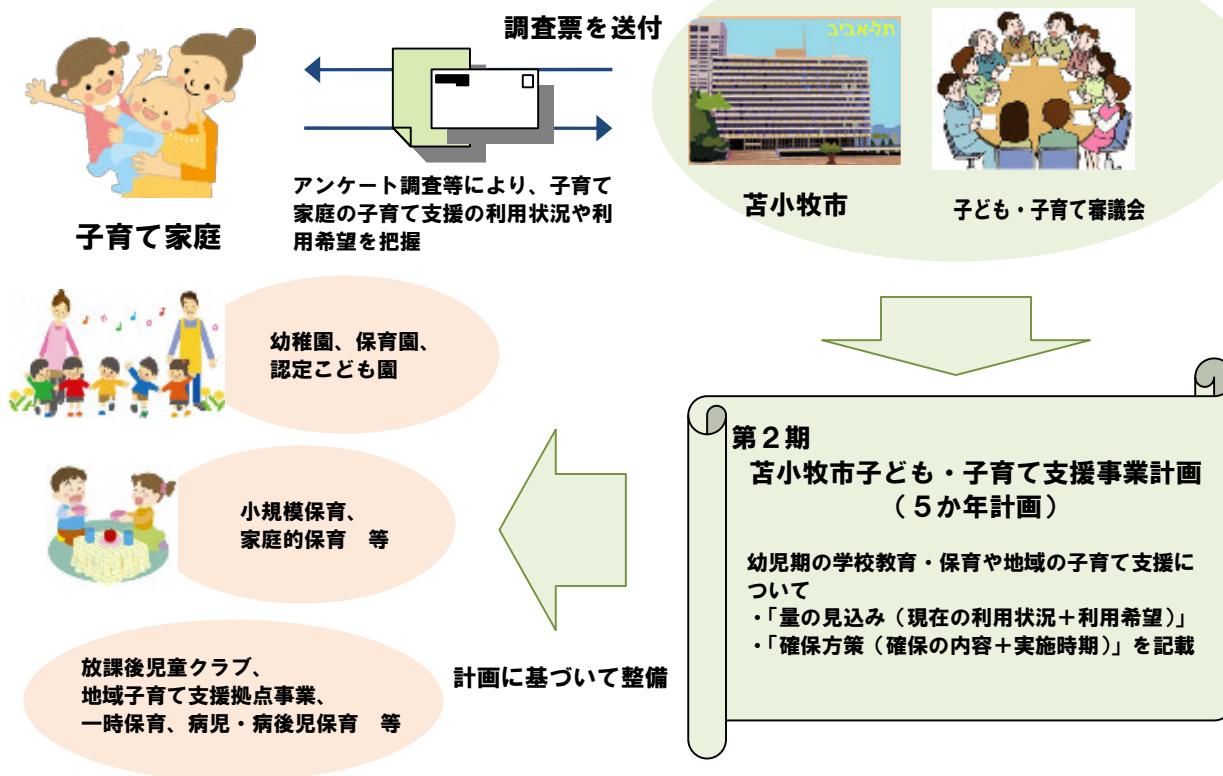 調査票を送付
תל-אביב
アンケート調査等により、子育て
家庭の子育て支援の利用状況や利
用希望を把握
子育て家庭
苫小牧市
子ども・子育て審議会
幼稚園、保育園、
認定こども園
小規模保育、
家庭的保育　等
放課後児童クラブ、
地域子育て支援拠点事業、
一時保育、病児・病後児保育　等
計画に基づいて整備
第２期
苫小牧市子ども・子育て支援事業計画
（５か年計画）
幼児期の学校教育・保育や地域の子育て支援に
ついて
・「量の見込み（現在の利用状況＋利用希望）」
・「確保方策（確保の内容＋実施時期）」を記載